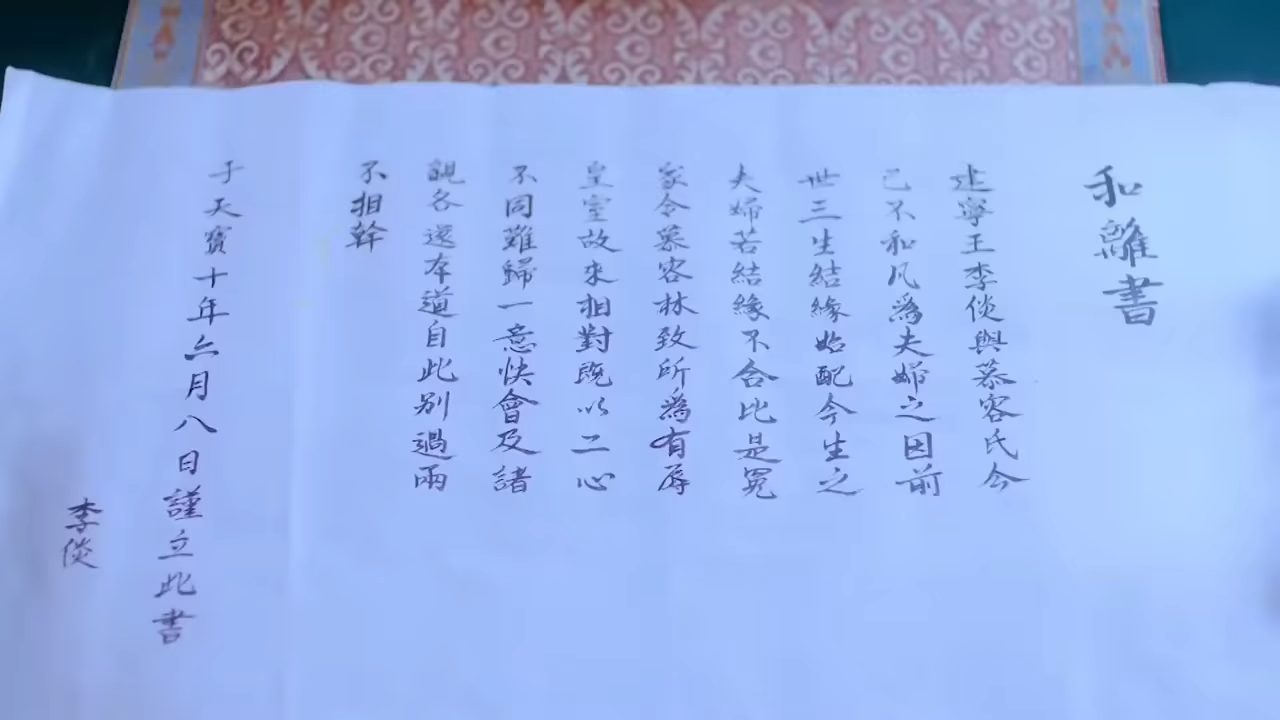 和離書
建寧王李倓與慕容氏今
己不和凡為夫婦之因前
世三生結緣始配今生之
夫婦若結緣不合比是冤
家令慕容林致所為有辱
皇室故來相對既以二心
不同難歸一意快會及諸
親各還本道自此別過兩
不相幹
于天寶十年六月八日謹立此書
李倓